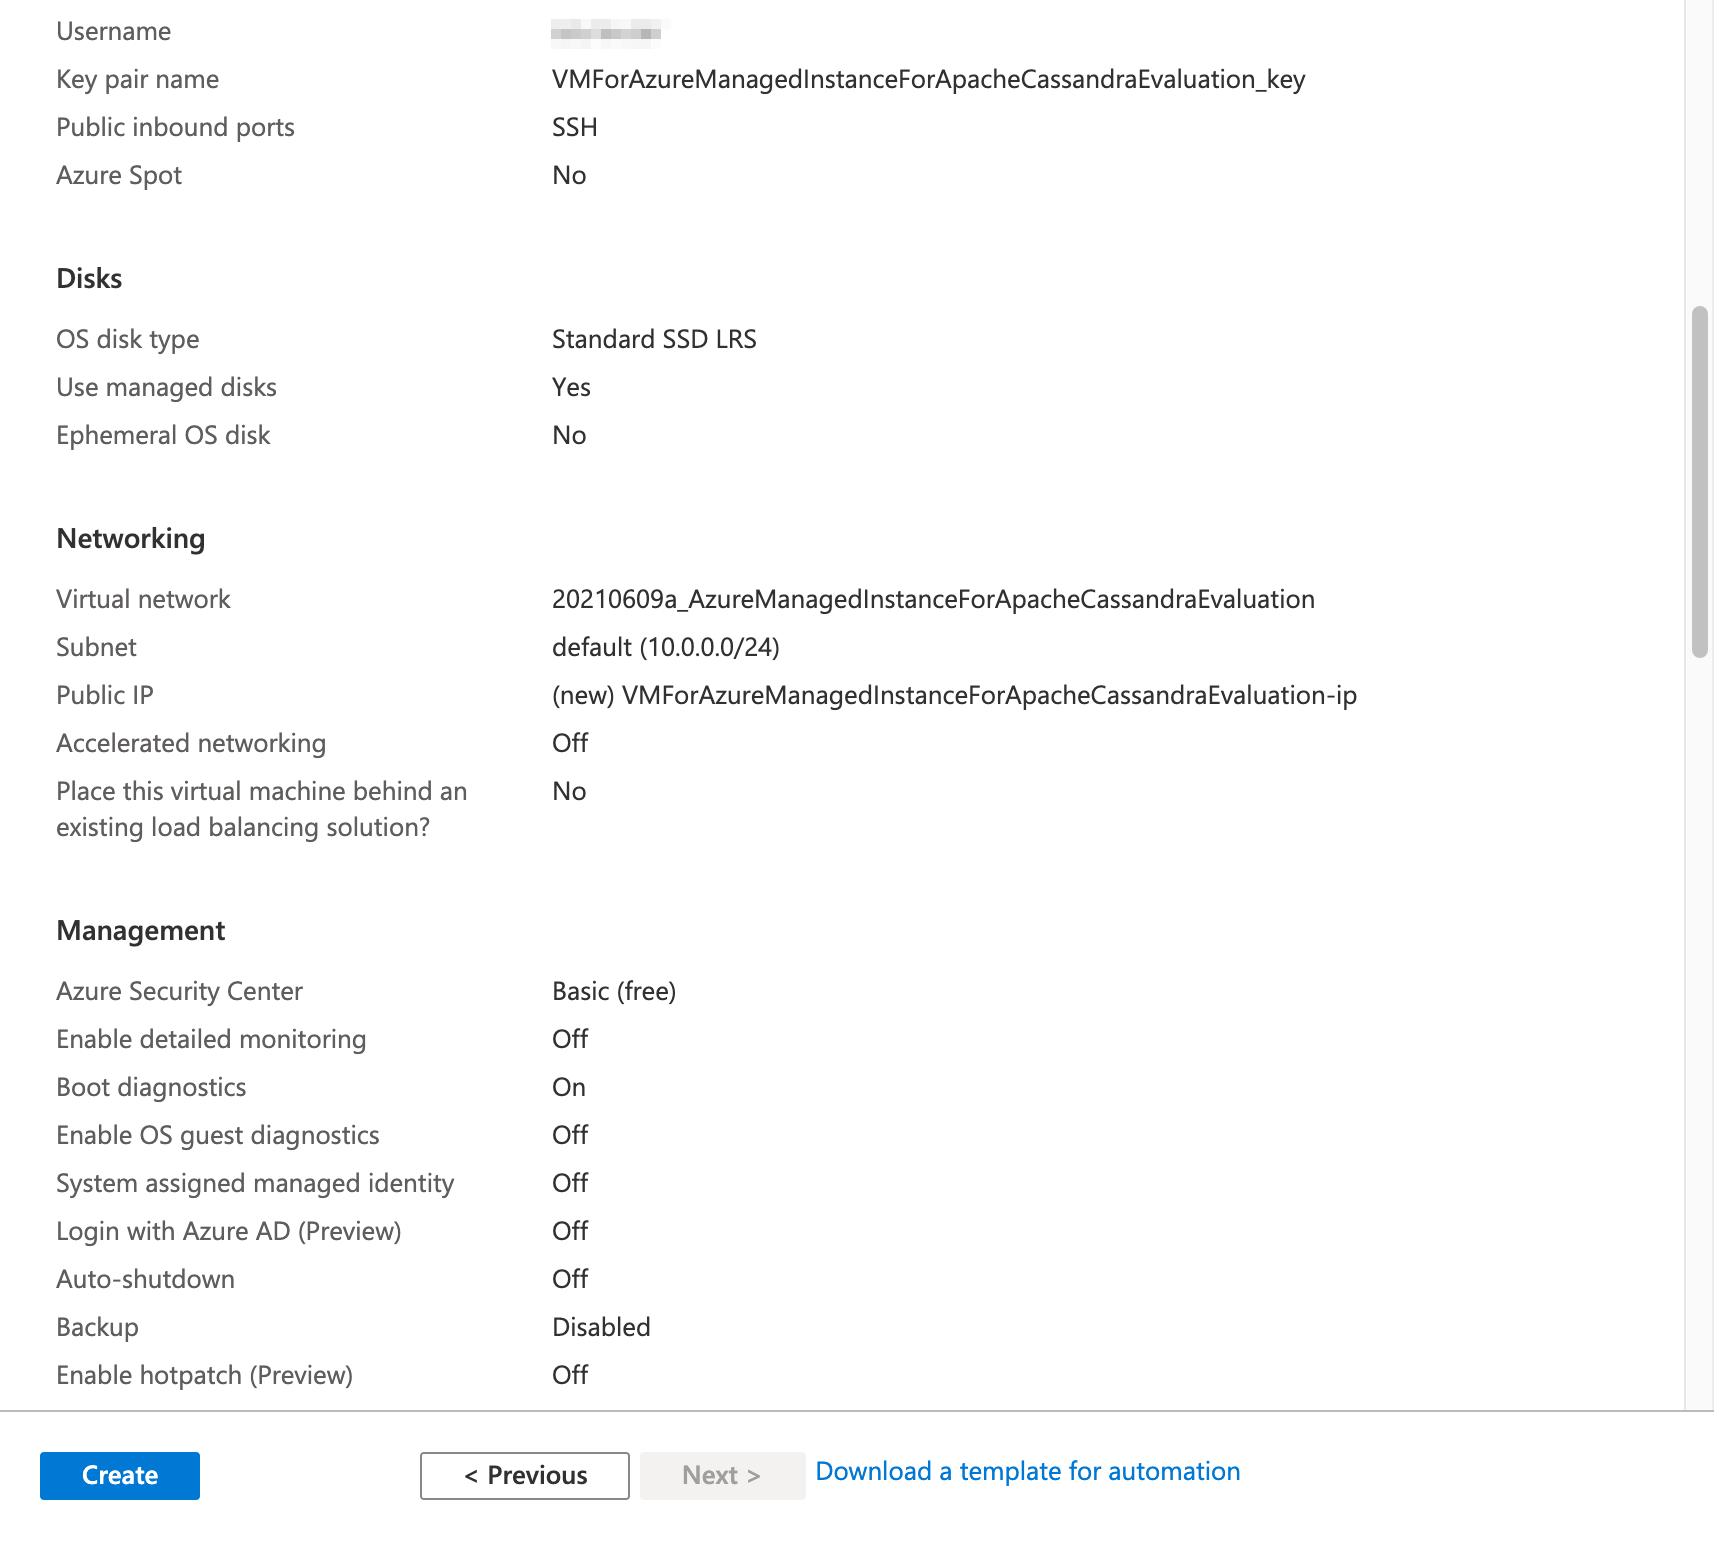 Username
Key pair name VMForAzureManagedInstanceForApacheCassandraEvaluation_key
Public inbound ports SSH
Azure Spot No
Disks
OS disk type Standard SSD LRS
Use managed disks Yes
Ephemeral OS disk No
Networking
Virtual network 20210609a_AzureManagedInstanceForApacheCassandraEvaluation
Subnet default (10.0.0.0/24)
Public IP (new) VMForAzureManagedInstanceForApacheCassandraEvaluation-ip
Accelerated networking Off
Place this virtual machine behind an No
existing load balancing solution?
Management
Azure Security Center Basic (free)
Enable detailed monitoring Off
Boot diagnostics On
Enable OS guest diagnostics Off
System assigned managed identity Off
Login with Azure AD (Preview) Off
Auto-shutdown Off
Backup Disabled
Enable hotpatch (Preview) Off
Create < Previous Next > Download a template for automation